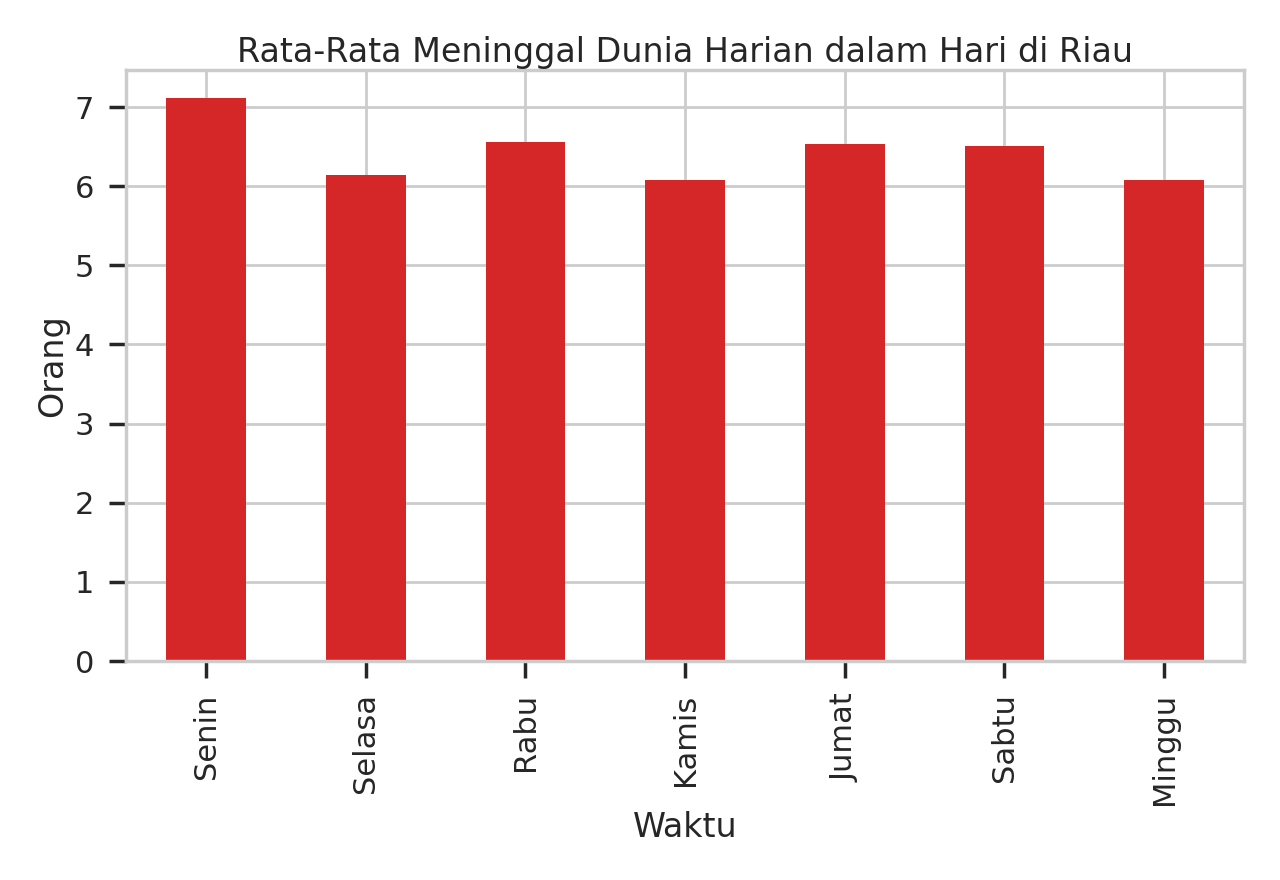 Rata-Rata Meninggal Dunia Harian dalam Hari di Riau
Orang
7
6
5
4
3
2
1
0
Senin
Selasa
Rabu
Kamis
Jumat
Sabtu
Minggu
Waktu